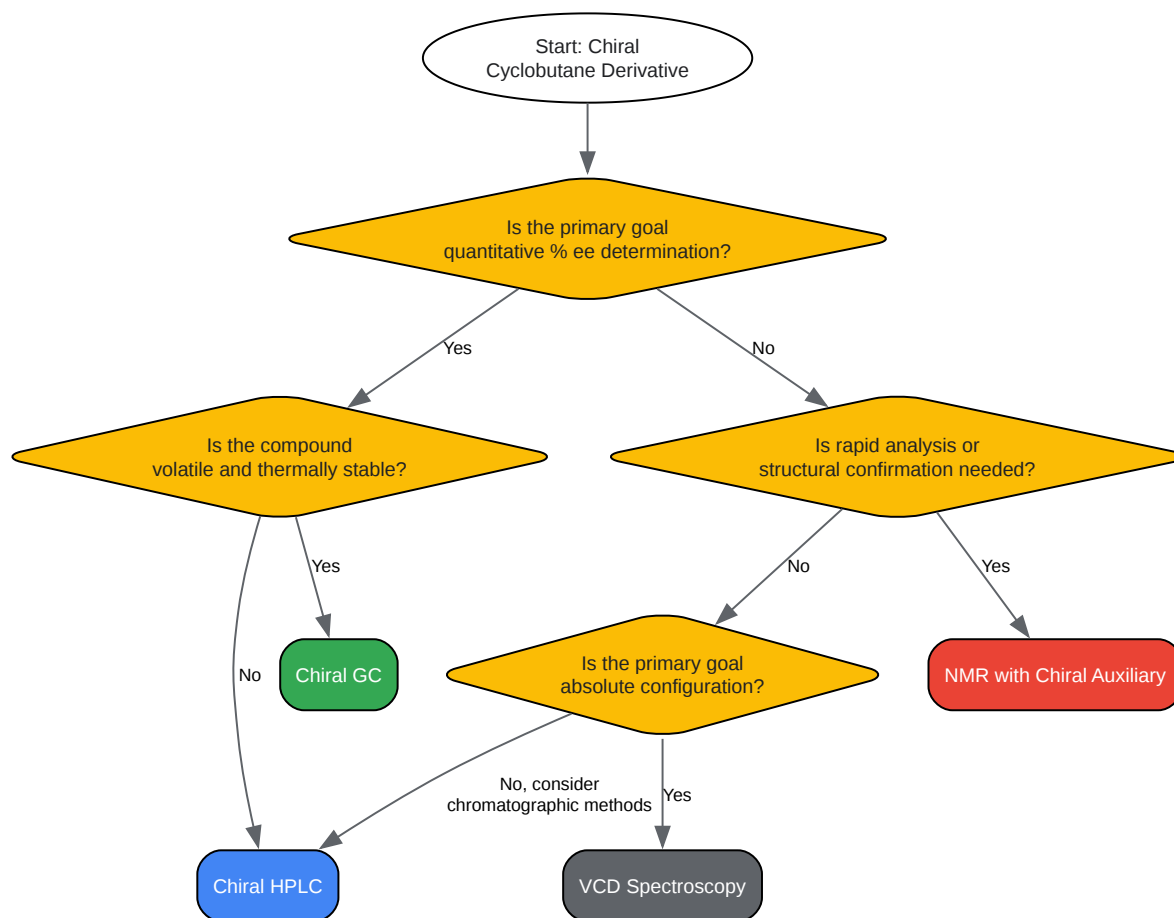 Start: Chiral
Cyclobutane Derivative
Is the primary goal
quantitative % ee determination?
Yes
No
Is the compound
volatile and thermally stable?
Is rapid analysis or
structural confirmation needed?
No
Yes
No
Yes
Chiral GC
Is the primary goal
absolute configuration?
NMR with Chiral Auxiliary
No, consider
chromatographic methods
Yes
Chiral HPLC
VCD Spectroscopy